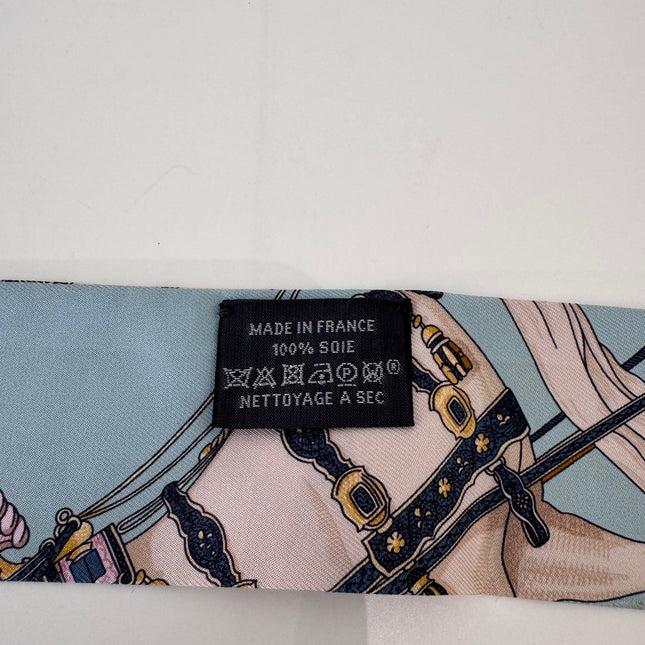 MADE IN FRANCE
100% SOIE
®
NETTOYAGE A SEC